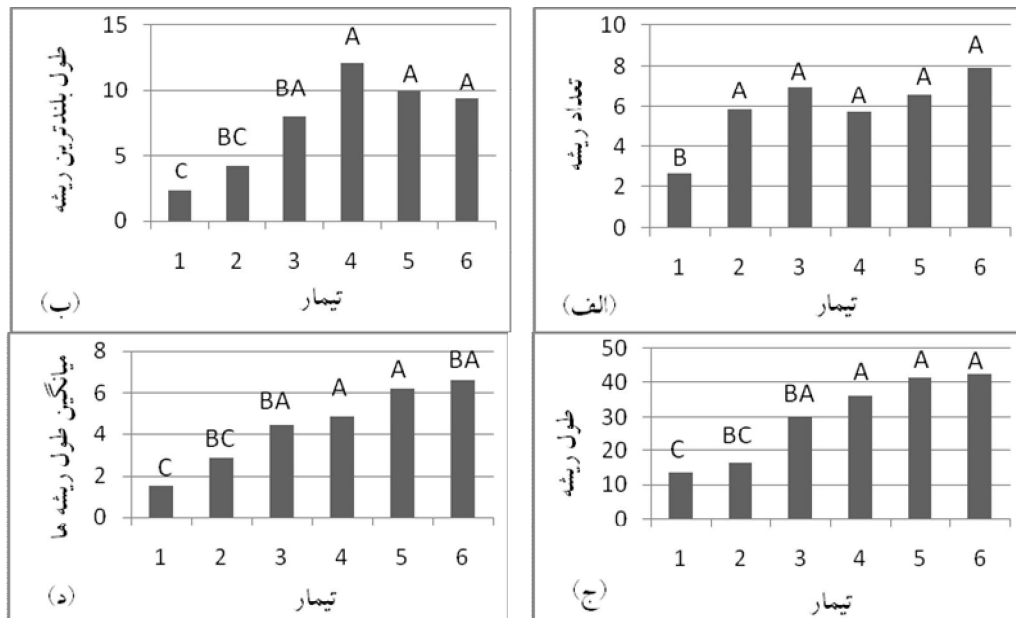 تعداد ریشه
10
8
6
4
2
0
B
A
A
A
A
A
1 2 3 4 5 6
تیمار
(الف)
طول بلندترین ریشه
15
10
5
0
C
BC
BA
A
A
A
1 2 3 4 5 6
تیمار
(ب)
طول ریشه
50
40
30
20
10
0
C
BC
BA
A
A
A
1 2 3 4 5 6
تیمار
(ج)
میانگین طول ریشه ها
8
6
4
2
0
C
BC
BA
A
A
BA
1 2 3 4 5 6
تیمار
(د)